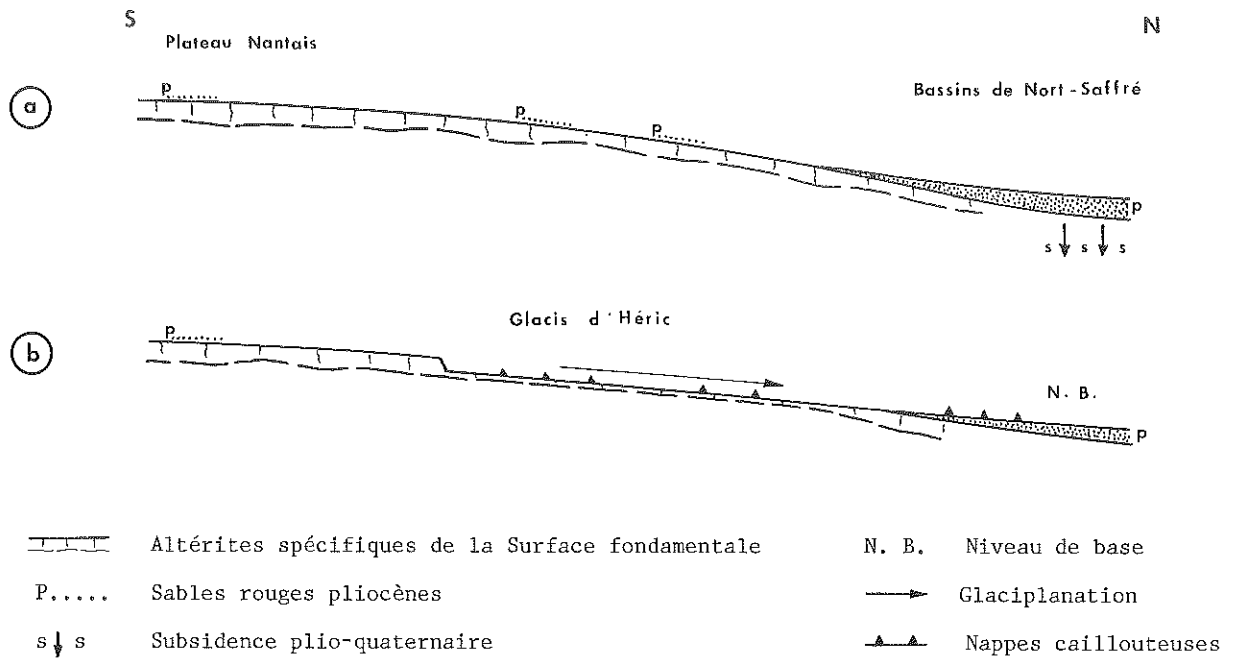 S
N
Plateau Nantais
Bassins de Nort-Saffré
a
p
p
p
p
s s s
Glacis d'Héric
b
p
N. B.
p
Altérites spécifiques de la Surface fondamentale
N. B. Niveau de base
P..... Sables rouges pliocènes
Glaciplanation
s s Subsidence plio-quaternaire
Nappes caillouteuses